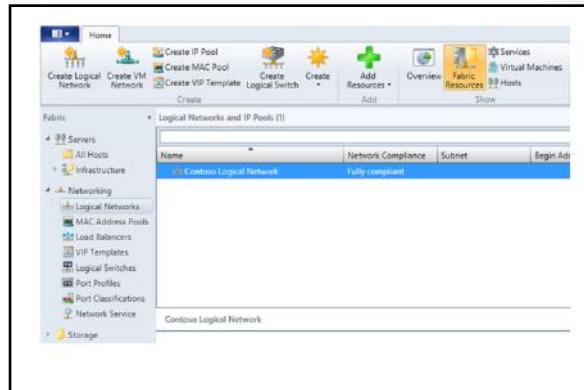 Home
Create IP Pool
Create MAC Pool
Create VIP Template
Create Logical Network
Create VM Network
Create Logical Switch
Create
Add Resources
Overview
Fabric Resources
Services
Virtual Machines
Hosts
Create
Add
Show
Fabric
Logical Networks and IP Pools (1)
Servers
All Hosts
Infrastructure
Networking
Logical Networks
MAC Address Pools
Load Balancers
VIP Templates
Logical Switches
Port Profiles
Port Classifications
Network Service
Storage
Name Network Compliance Subnet Begin Add
Contoso Logical Network Fully compliant
Contoso Logical Network